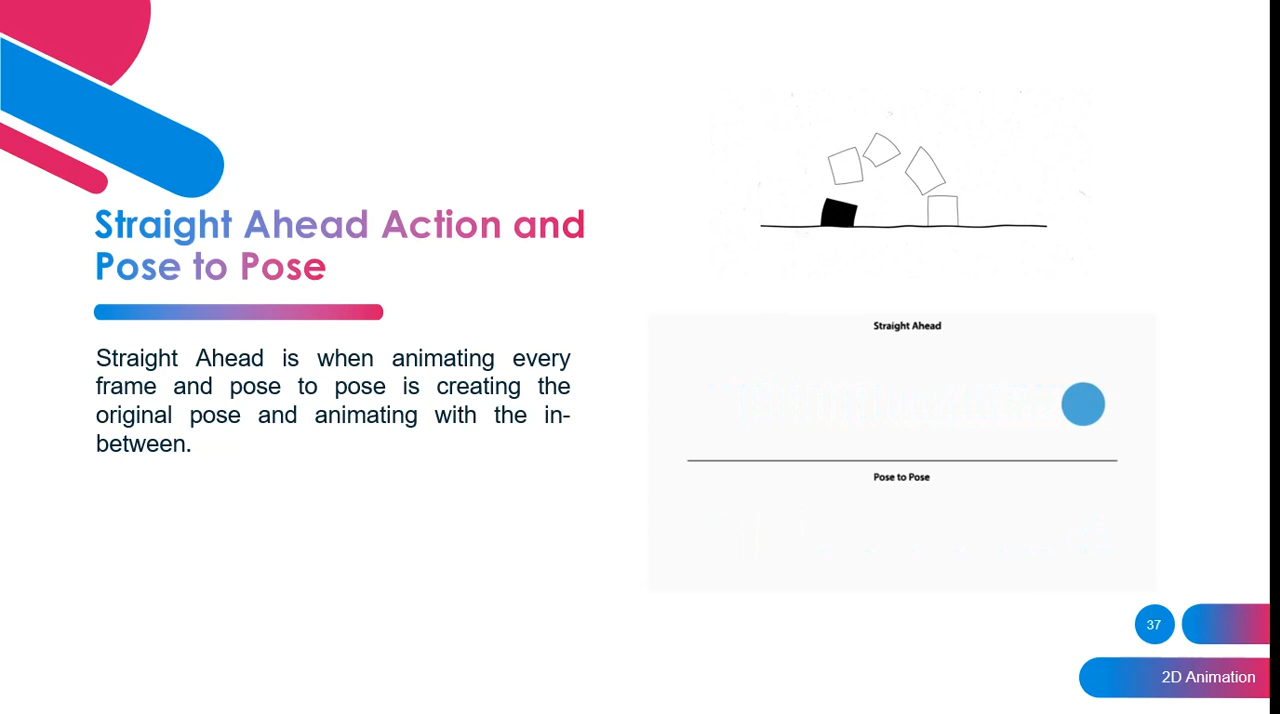 Straight Ahead Action and
Pose to Pose
Straight Ahead is when animating every
frame and pose to pose is creating the
original pose and animating with the in-
between.
Straight Ahead
Pose to Pose
37
2D Animation